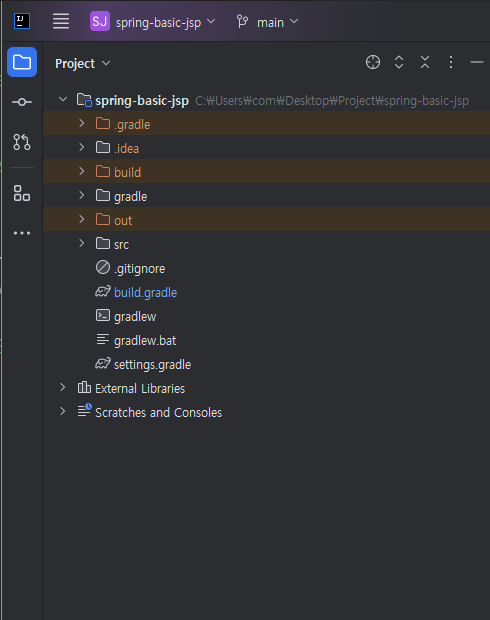 IJ SJ spring-basic-jsp main
Project
spring-basic-jsp C:₩Users₩com₩Desktop₩Project₩spring-basic-jsp
.gradle
.idea
build
gradle
out
src
.gitignore
build.gradle
gradlew
gradlew.bat
settings.gradle
External Libraries
Scratches and Consoles